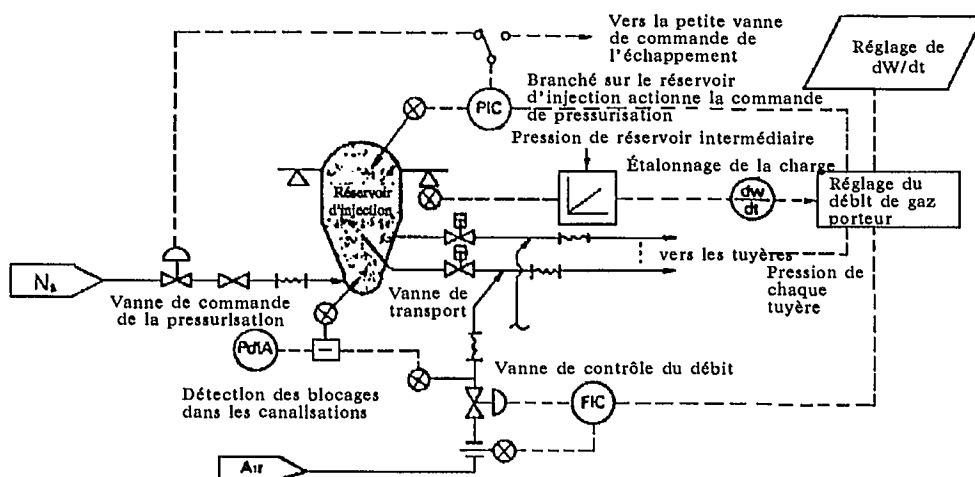 Vers la petite vanne
de commande de
l'échappement
Réglage de
dW/dt
Branché sur le réservoir
d'injection actionne la commande
de pressurisation
PIC
Pression de réservoir intermédiaire
Étalonnage de la charge
Réservoir
d'injection
dw
dt
Réglage du
débit de gaz
porteur
vers les tuyères
N₂
Vanne de commande
de la pressurisation
Vanne de
transport
Pression de
chaque
tuyère
PdIA
Détection des blocages
dans les canalisations
Vanne de contrôle du débit
FIC
Air